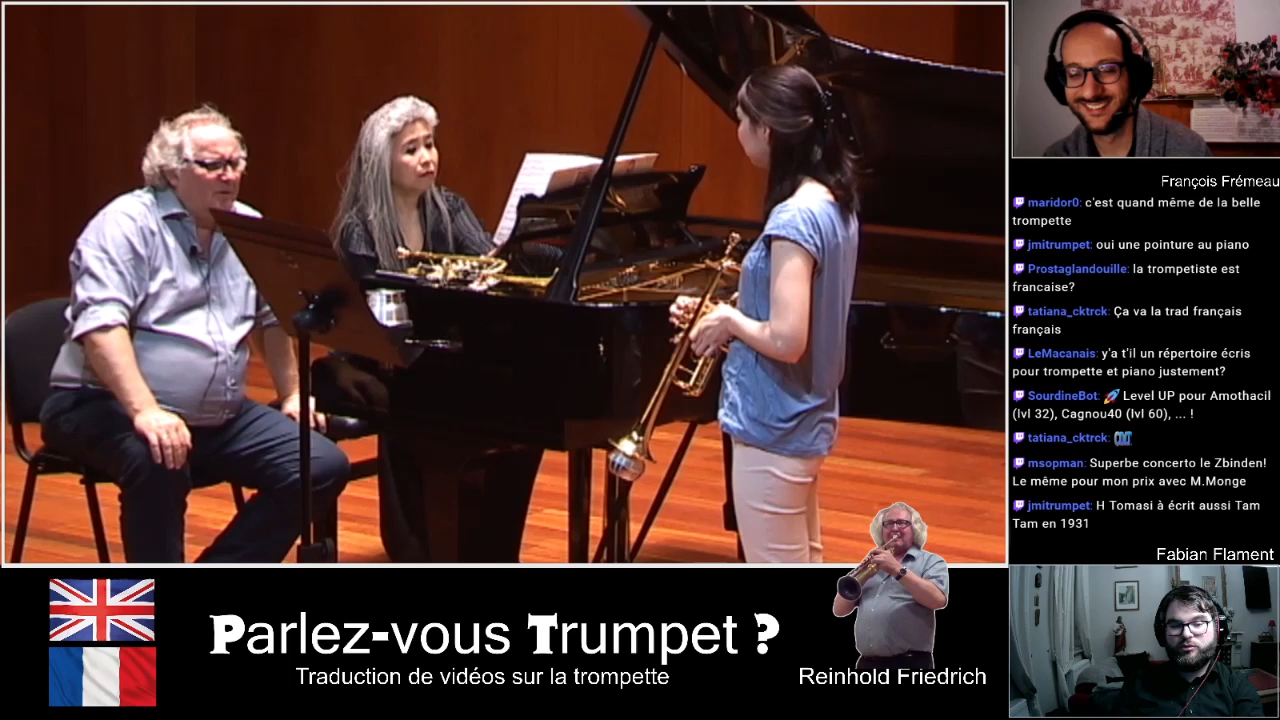 François Frémeau
maridor0: c'est quand même de la belle
trompette
jmitrumpet: oui une pointure au piano
Prostaglandouille: la trompetiste est
francaise?
tatiana_cktrck: Ça va la trad français
français
LeMacanais: y'a t'il un répertoire écris
pour trompette et piano justement?
SourdineBot: 🚀 Level UP pour Amothacil
(lvl 32), Cagnou40 (lvl 60), ... !
tatiana_cktrck:
msopman: Superbe concerto le Zbinden!
Le même pour mon prix avec M.Monge
jmitrumpet: H Tomasi à écrit aussi Tam
Tam en 1931
Fabian Flament
Parlez-vous Trumpet ?
Traduction de vidéos sur la trompette
Reinhold Friedrich